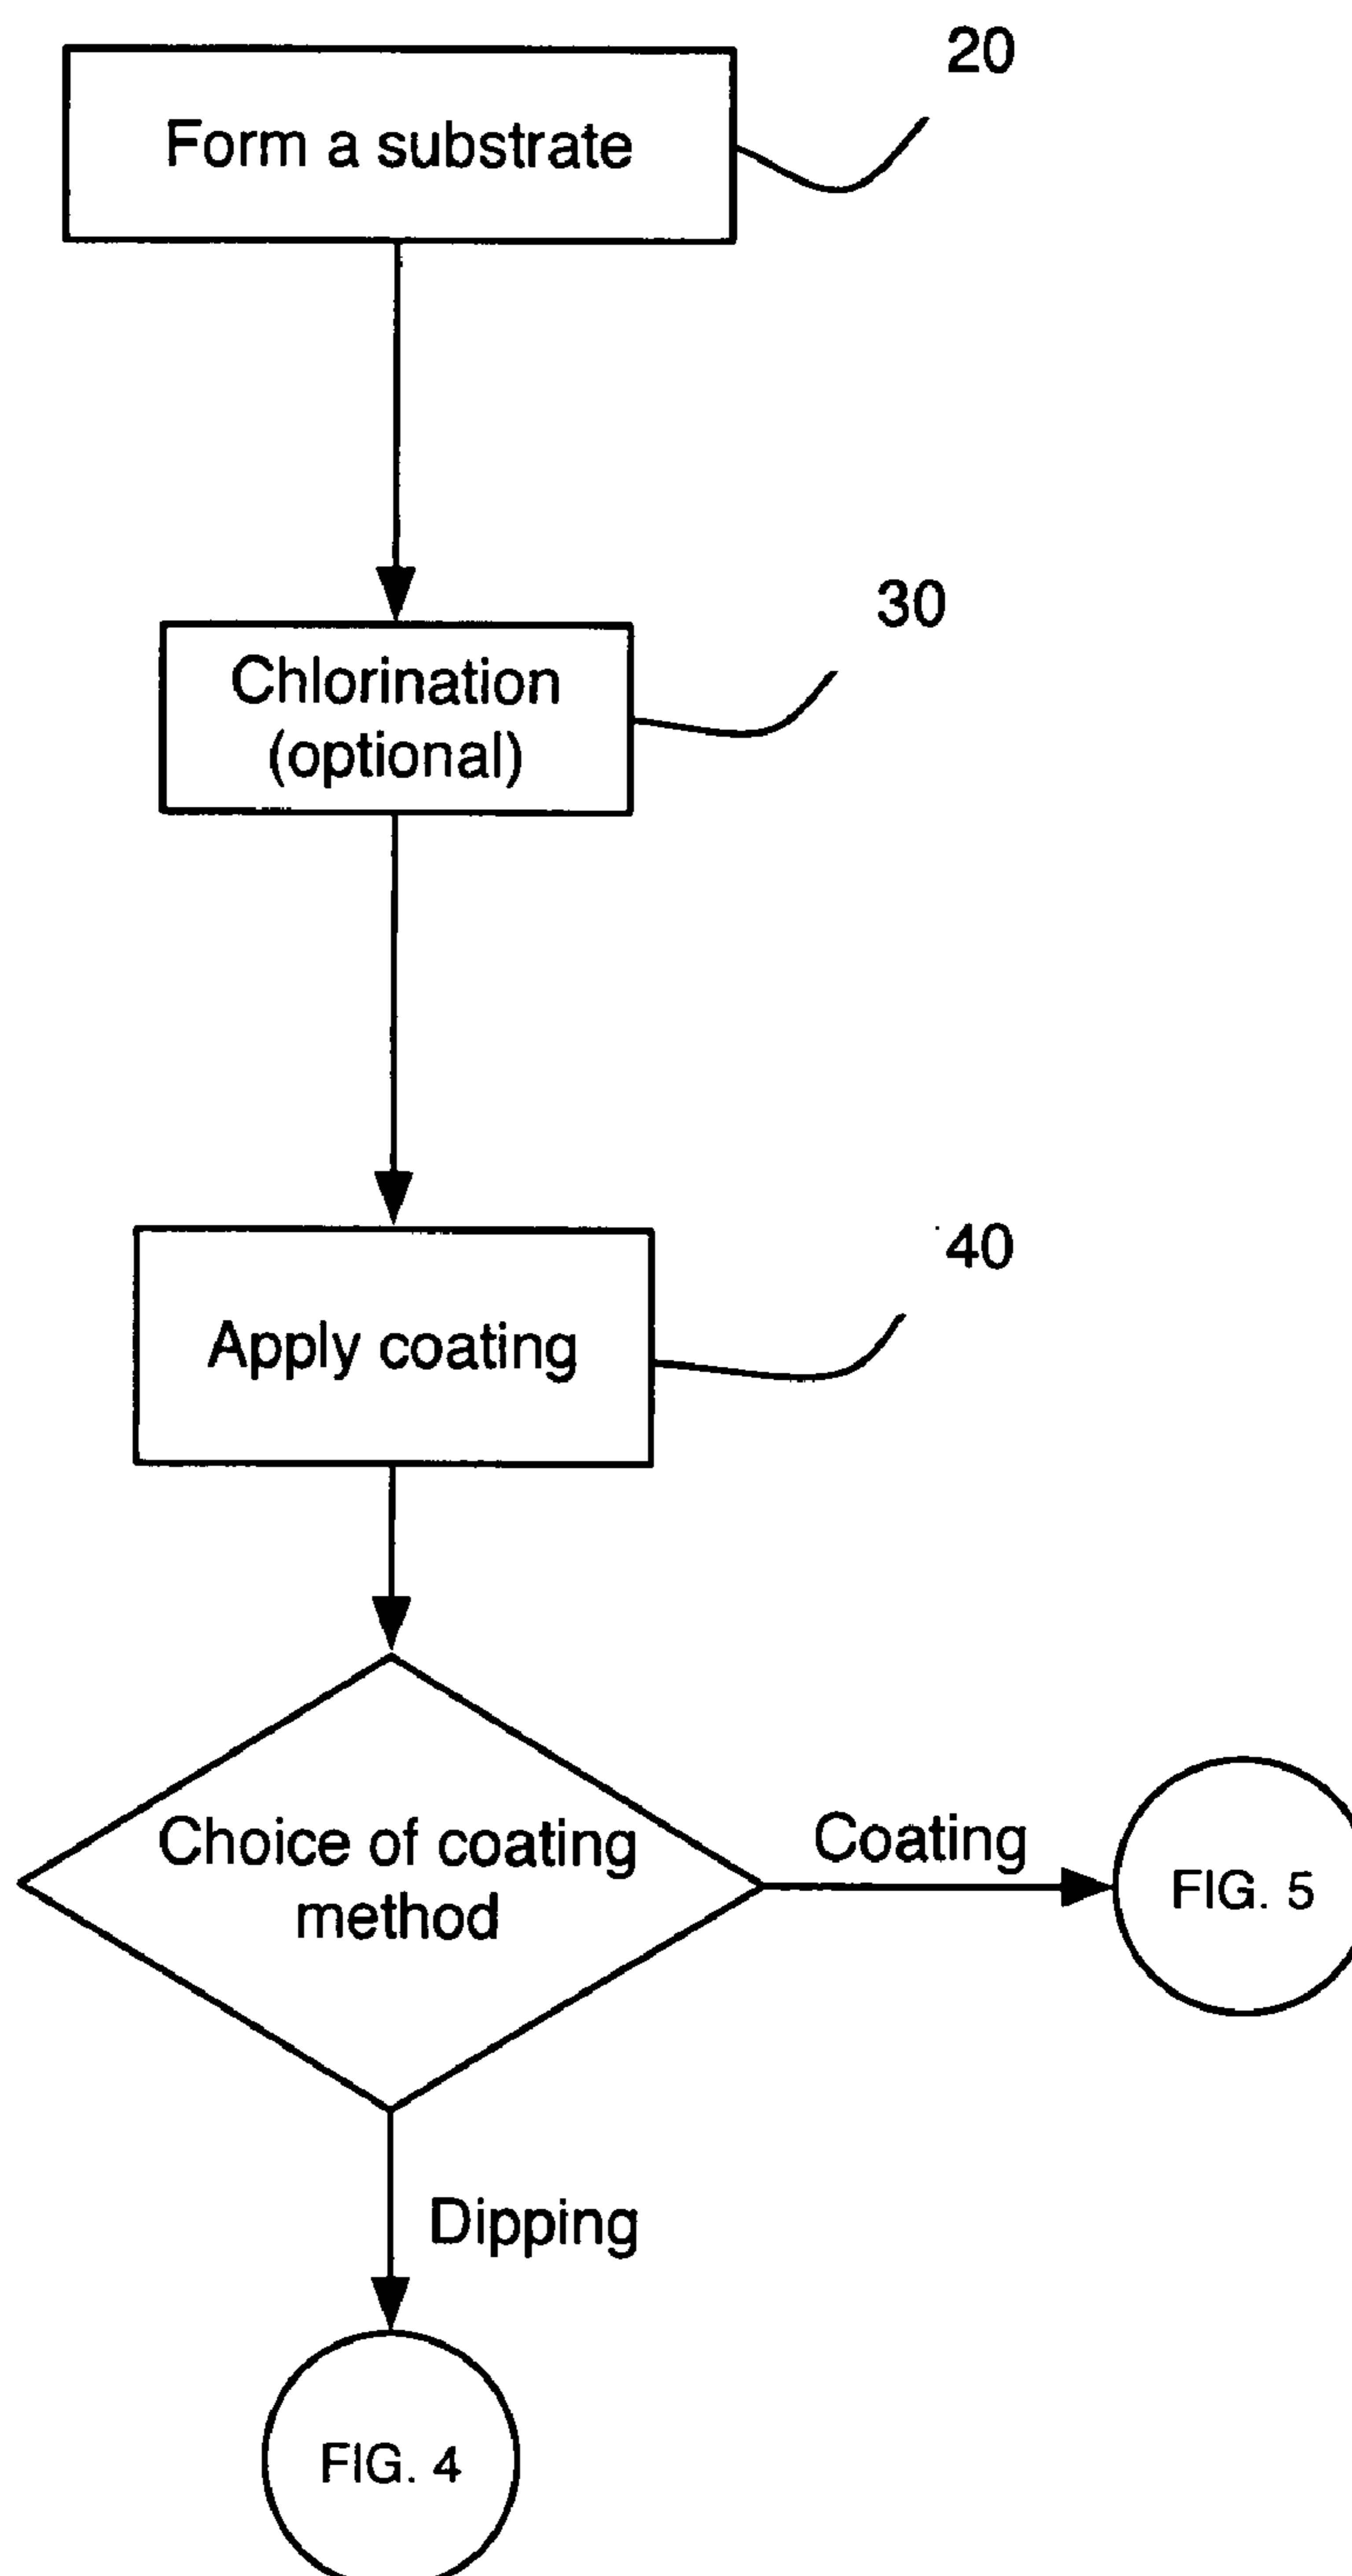 20
Form a substrate
30
Chlorination
(optional)
40
Apply coating
Choice of coating
method
Coating
FIG. 5
Dipping
FIG. 4